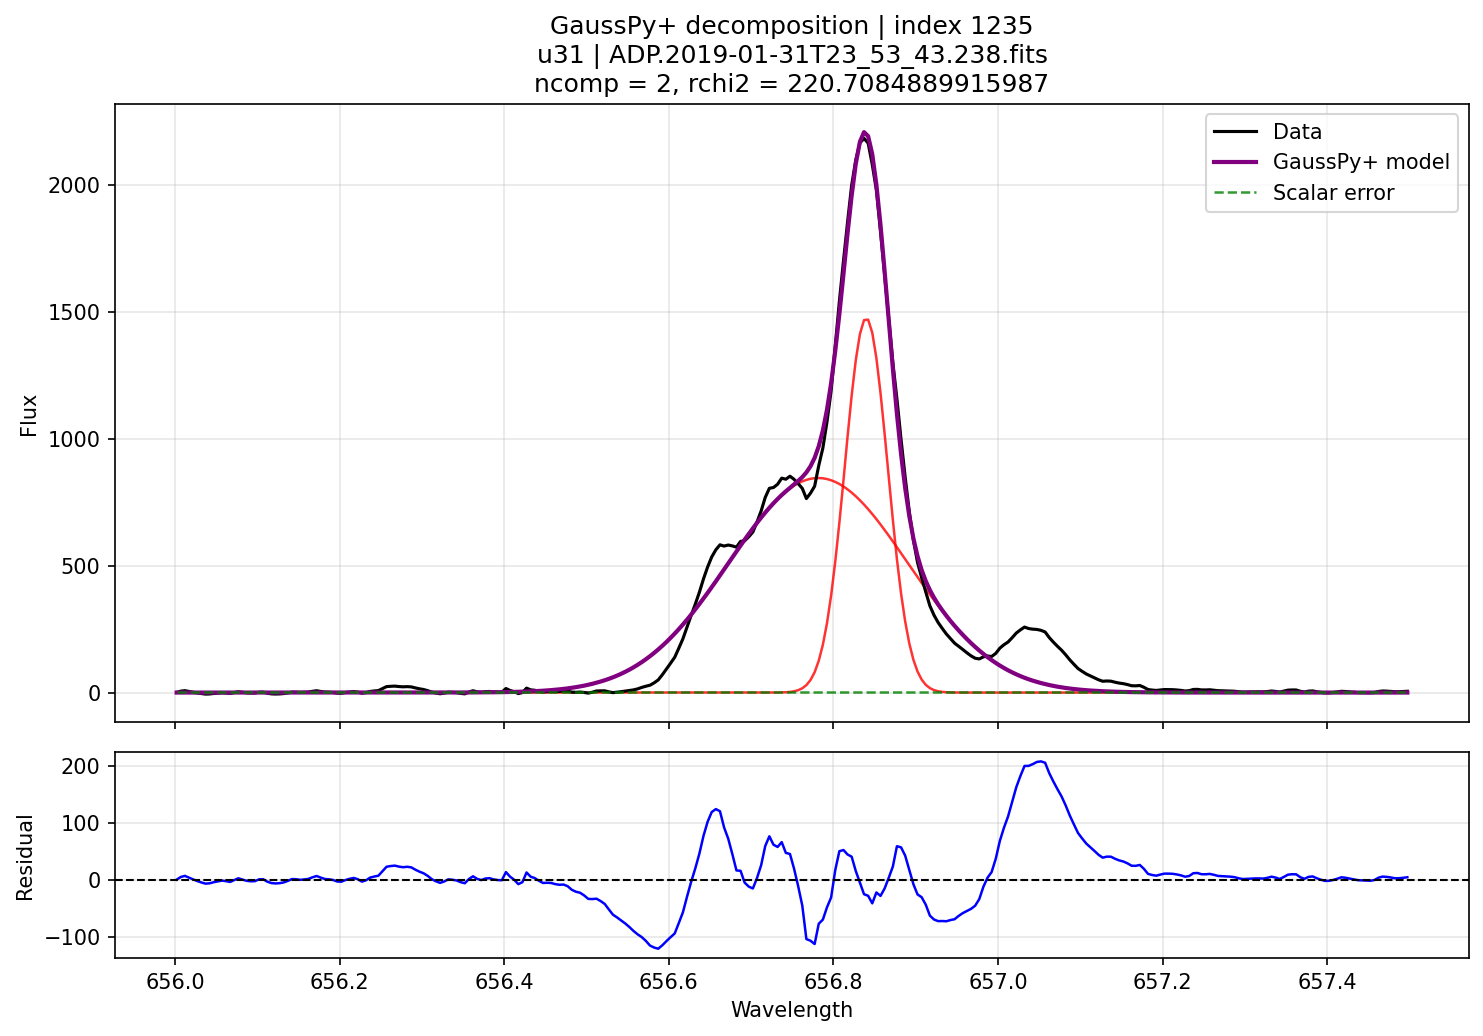 GaussPy+ decomposition | index 1235
u31 | ADP.2019-01-31T23_53_43.238.fits
ncomp = 2, rchi2 = 220.7084889915987
Data
GaussPy+ model
Scalar error
Flux
2000
1500
1000
500
0
Residual
200
100
0
−100
656.0 656.2 656.4 656.6 656.8 657.0 657.2 657.4
Wavelength